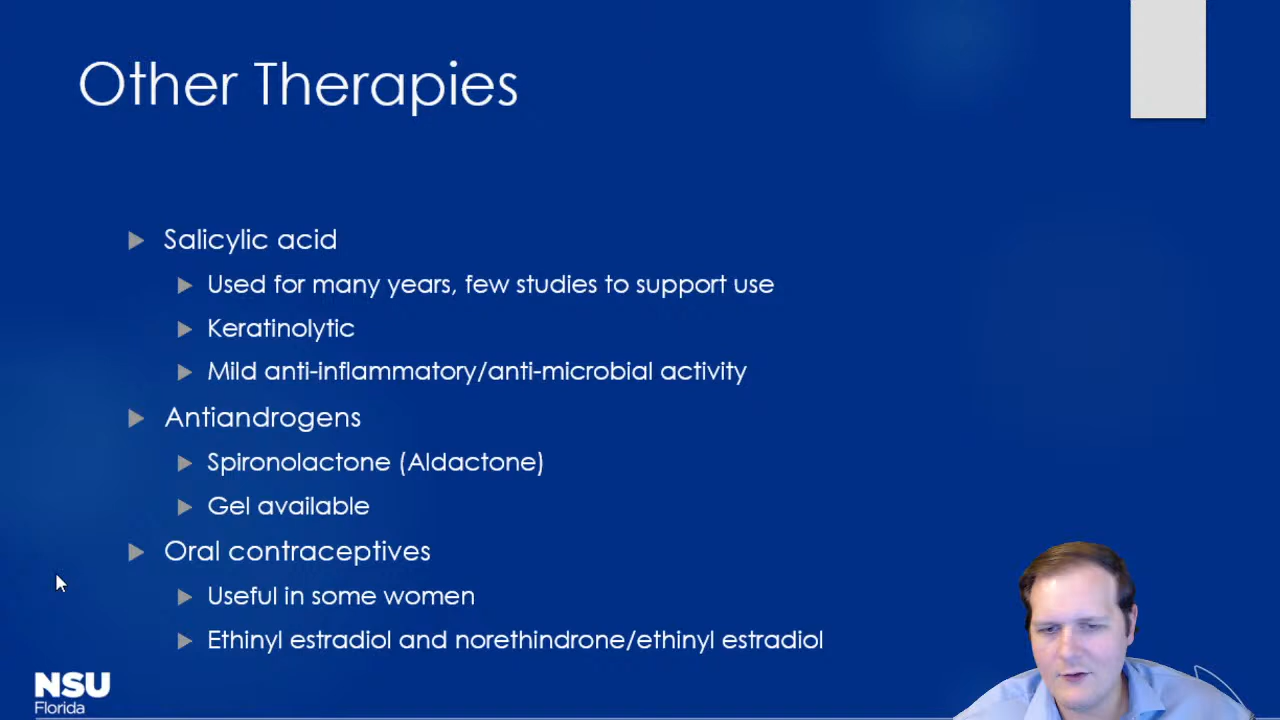 Other Therapies
Salicylic acid
Used for many years, few studies to support use
Keratinolytic
Mild anti-inflammatory/anti-microbial activity
Antiandrogens
Spironolactone (Aldactone)
Gel available
Oral contraceptives
Useful in some women
Ethinyl estradiol and norethindrone/ethinyl estradiol
NSU
Florida